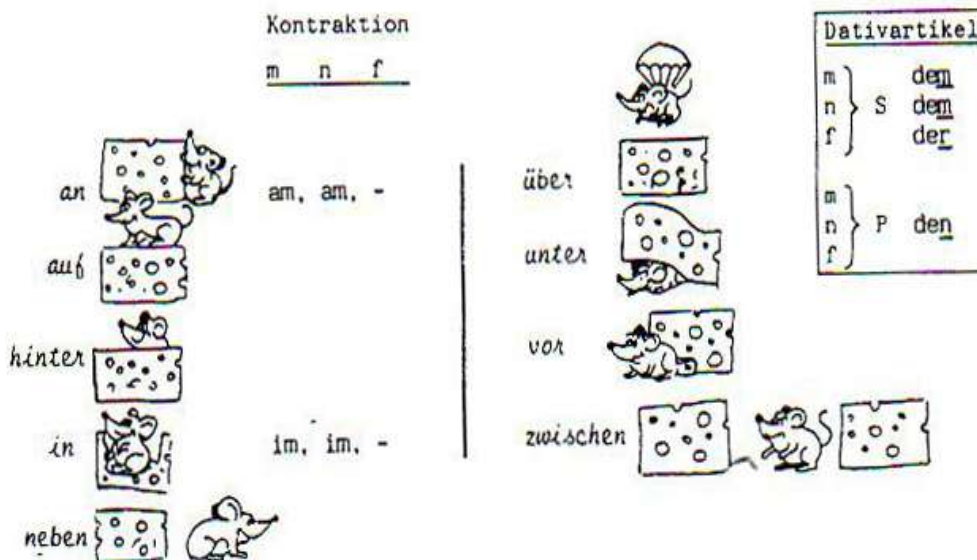 Kontraktion
m n f
an am, am, -
auf
hinter
in im, im, -
neben
über
unter
vor
zwischen
Dativartikel
m
n S
f
dem
dem
der
m
n P den
f